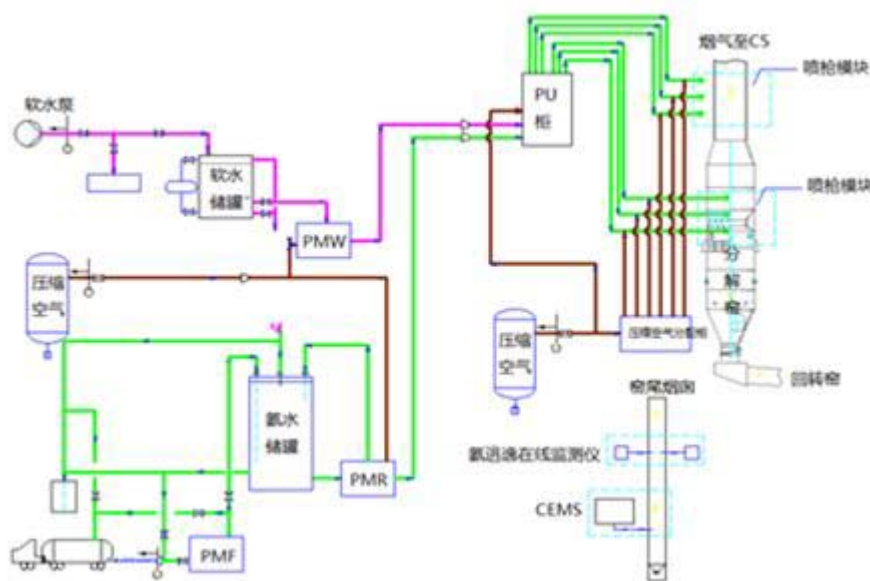 烟气至CS
喷枪模块
PU
柜
软水泵
软水
储罐
PMW
喷枪模块
分
解
窑
压缩
空气
压缩
空气
压缩空气分配柜
回转窑
窑尾烟囱
氨水
储罐
PMR
氨逃逸在线监测仪
CEMS
PMF